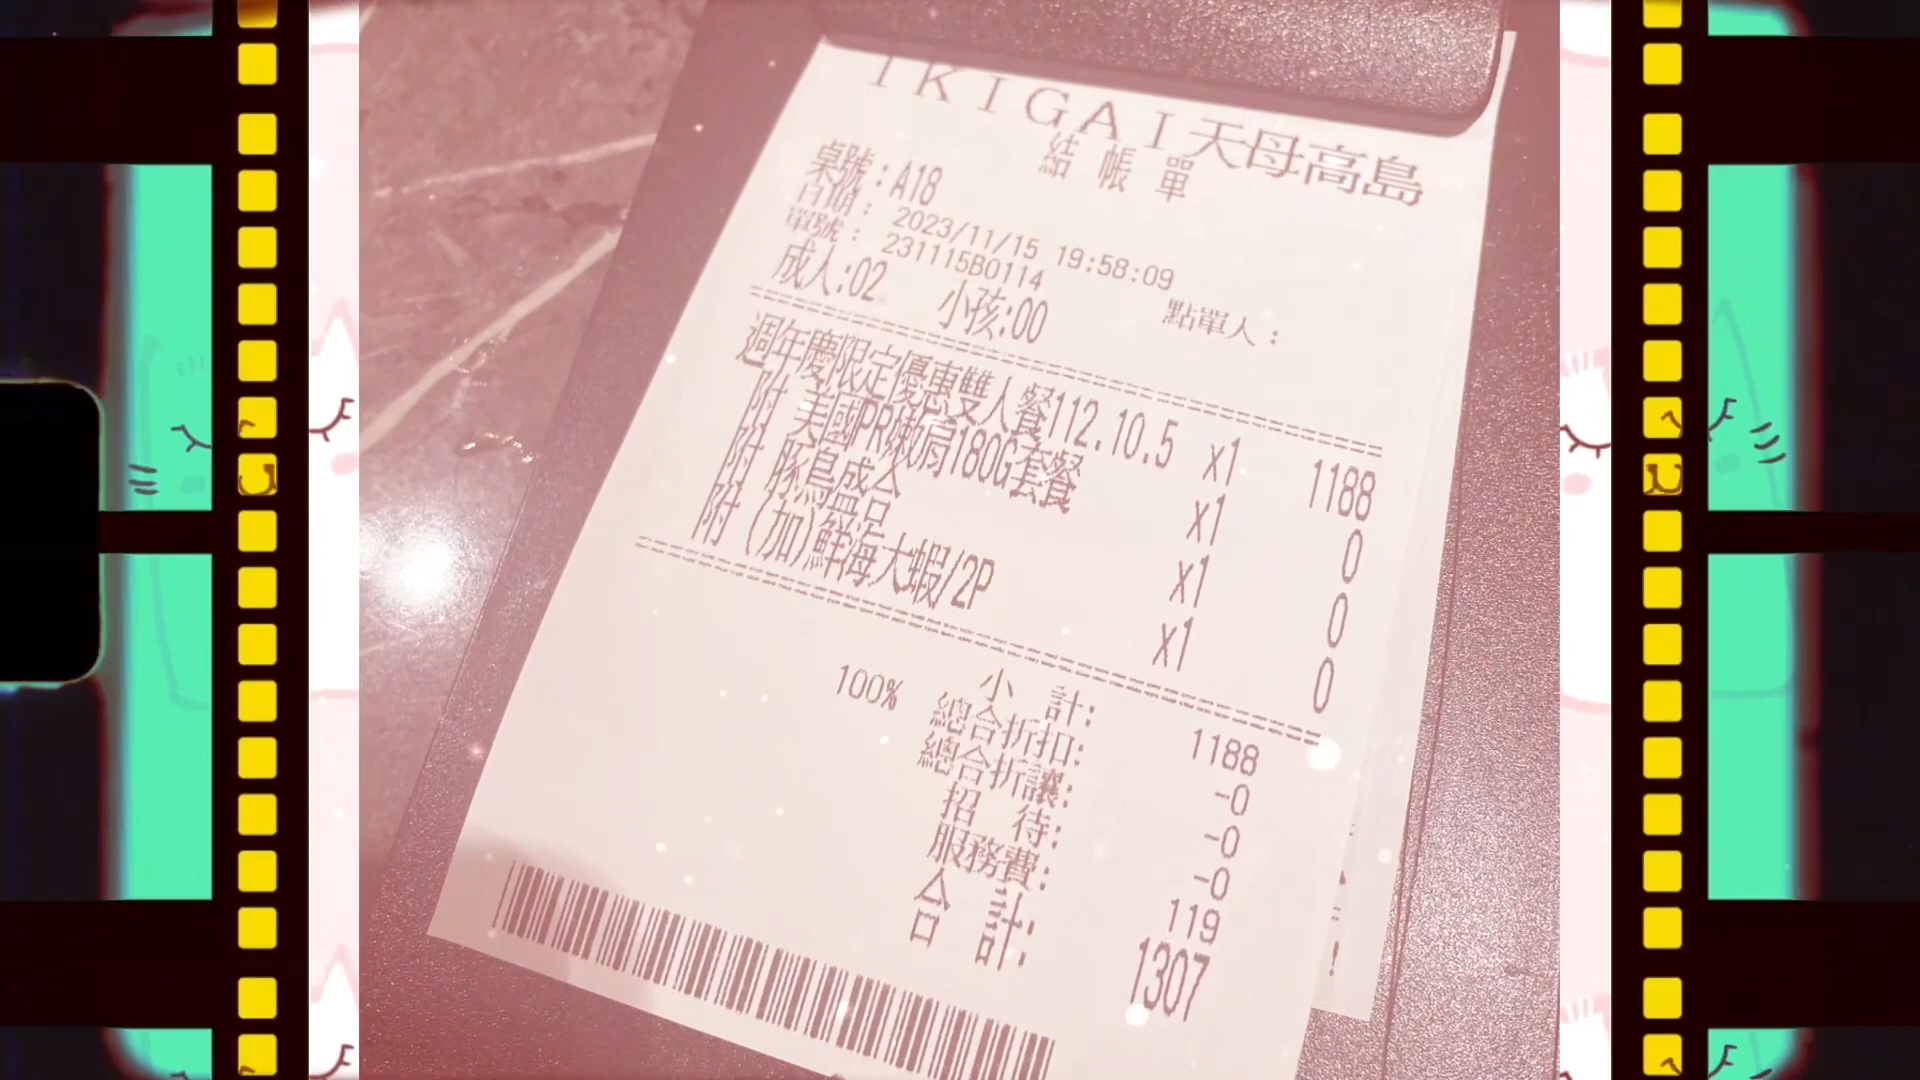 IKIGAI天母高島
結 帳 單
桌號：A18
日期： 2023/11/15 19:58:09
單號： 231115B0114
點單人：
成人:02 小孩:00
週年慶限定優惠雙人餐112.10.5 x1 1188
附 美國PR嫩肩180G套餐 x1 0
附 豚鳥盛合 x1 0
附 (加)鮮海大蝦/2P x1 0
小 計: 1188
100% 總合折扣: -0
總合折讓: -0
招 待: -0
服務費: 119
合 計: 1307